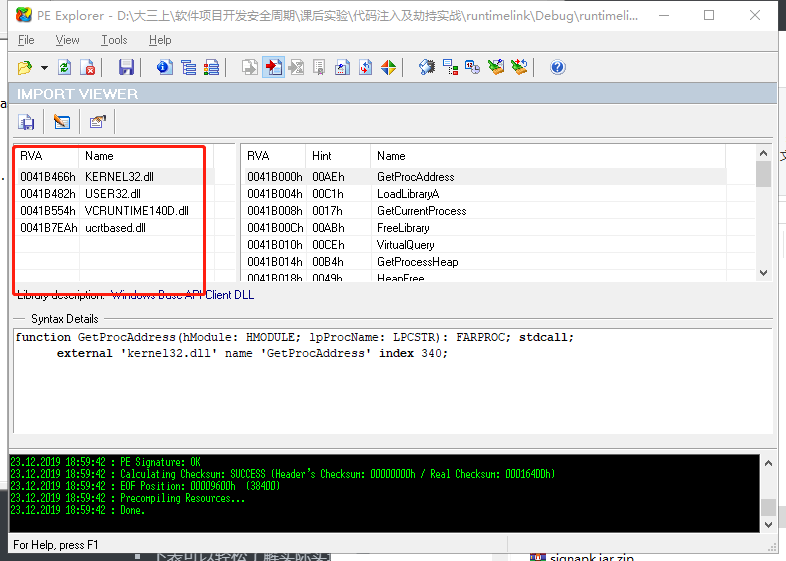 PE Explorer - D:\大三上\软件项目开发安全周期\课后实验\代码注入及劫持实战\runtimelink\Debug\runtimeli...
File View Tools Help
IMPORT VIEWER
RVA Name
0041B466h KERNEL32.dll
0041B482h USER32.dll
0041B554h VCRUNTIME140D.dll
0041B7EAh ucrtbased.dll
RVA Hint Name
0041B000h 00AEh GetProcAddress
0041B004h 00C1h LoadLibraryA
0041B008h 0017h GetCurrentProcess
0041B00Ch 00ABh FreeLibrary
0041B010h 00CEh VirtualQuery
0041B014h 00B4h GetProcessHeap
0041B018h 0049h HeapFree
Library description: Windows Base API Client DLL
Syntax Details
function GetProcAddress(hModule: HMODULE; lpProcName: LPCSTR): FARPROC; stdcall;
external 'kernel32.dll' name 'GetProcAddress' index 340;
23.12.2019 18:59:42 : PE Signature: OK
23.12.2019 18:59:42 : Calculating Checksum: SUCCESS (Header's Checksum: 00000000h / Real Checksum: 000164DDh)
23.12.2019 18:59:42 : EOF Position: 00009600h (38400)
23.12.2019 18:59:42 : Precompiling Resources...
23.12.2019 18:59:42 : Done.
For Help, press F1
signapk.jar.zip